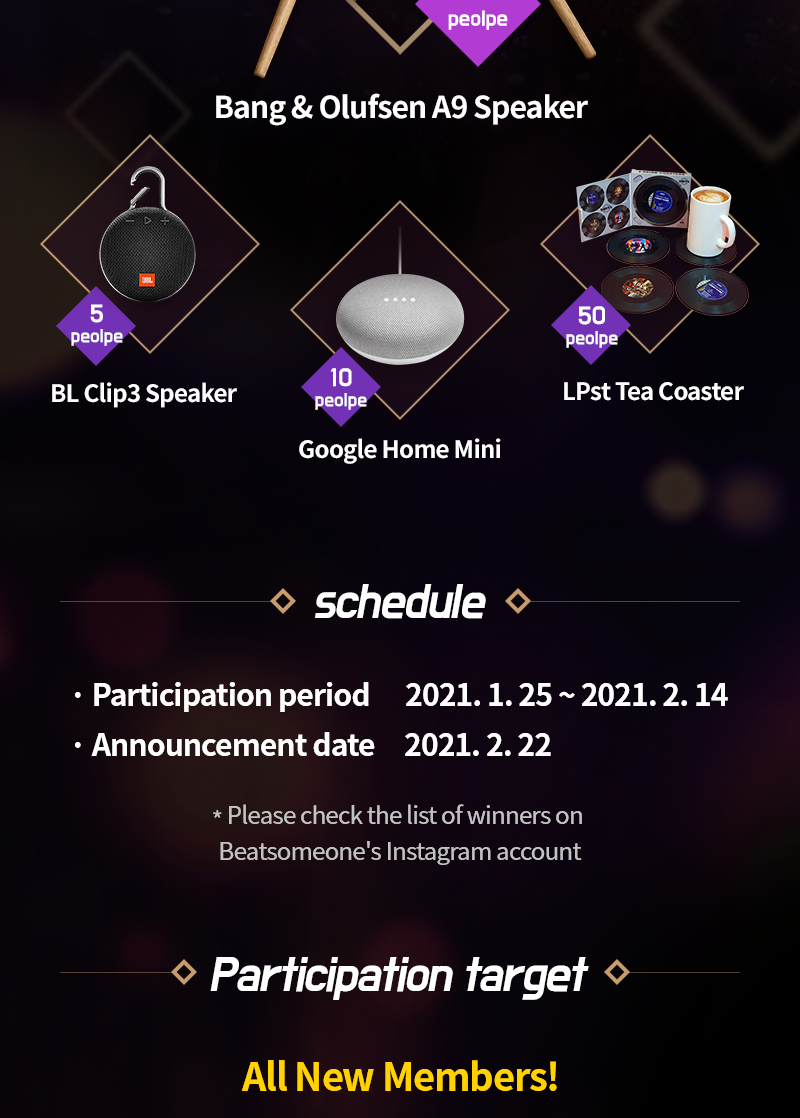 peolpe
Bang & Olufsen A9 Speaker
JBL
5
peolpe
BL Clip3 Speaker
10
peolpe
Google Home Mini
50
peolpe
LPst Tea Coaster
schedule
· Participation period 2021. 1. 25 ~ 2021. 2. 14
· Announcement date 2021. 2. 22
* Please check the list of winners on
Beatsomeone's Instagram account
Participation target
All New Members!